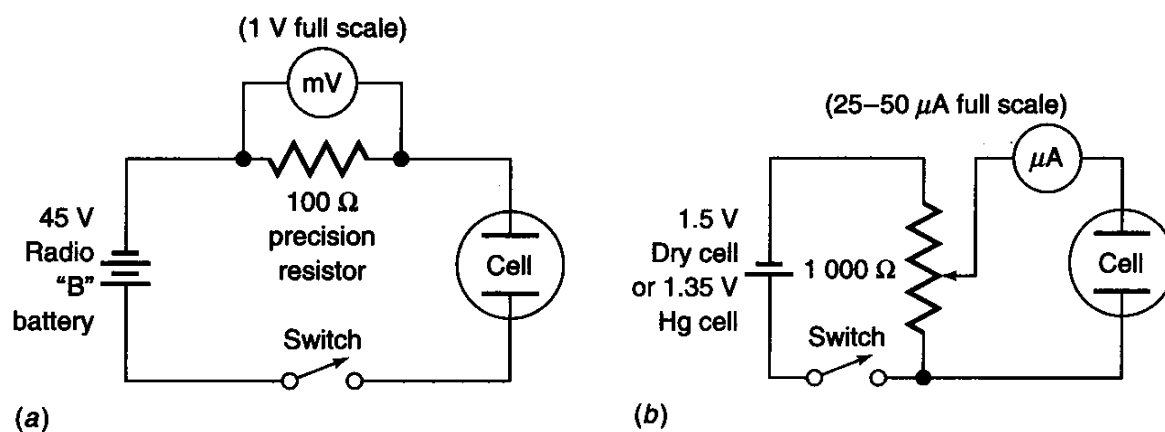 (1 V full scale)
mV
100 Ω
precision
resistor
45 V
Radio
“B”
battery
Cell
Switch
(a)
(25–50 μA full scale)
μA
1.5 V
Dry cell
or 1.35 V
Hg cell
1 000 Ω
Cell
Switch
(b)